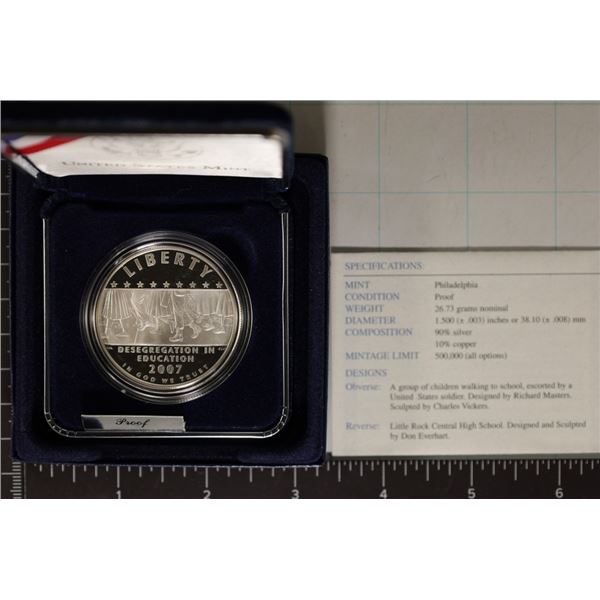 UNITED STATES MINT
LIBERTY
DESEGREGATION IN
EDUCATION
2007
IN GOD WE TRUST
Proof
SPECIFICATIONS:
MINT Philadelphia
CONDITION Proof
WEIGHT 26.73 grams nominal
DIAMETER 1.500 (± .003) inches or 38.10 (± .008) mm
COMPOSITION 90% silver
10% copper
MINTAGE LIMIT 500,000 (all options)
DESIGNS
Obverse: A group of children walking to school, escorted by a
United States soldier. Designed by Richard Masters.
Sculpted by Charles Vickers.
Reverse: Little Rock Central High School. Designed and Sculpted
by Don Everhart.
1 2 3 4 5 6